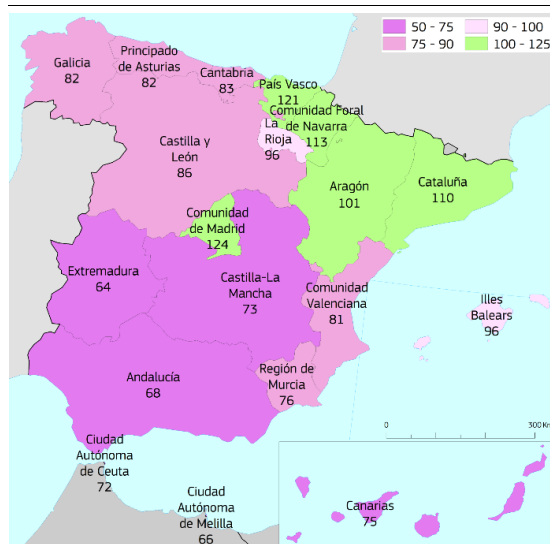 50 - 75
90 - 100
75 - 90
100 - 125
Galicia
82
Principado
de Asturias
82
Cantabria
83
País Vasco
121
Comunidad Foral
de Navarra
113
La
Rioja
96
Castilla y
León
86
Aragón
101
Cataluña
110
Comunidad
de Madrid
124
Extremadura
64
Castilla-La
Mancha
73
Comunidad
Valenciana
81
Illes
Balears
96
Andalucía
68
Región de
Murcia
76
Ciudad
Autónoma
de Ceuta
72
Ciudad
Autónoma
de Melilla
66
0
300 Km
Canarias
75